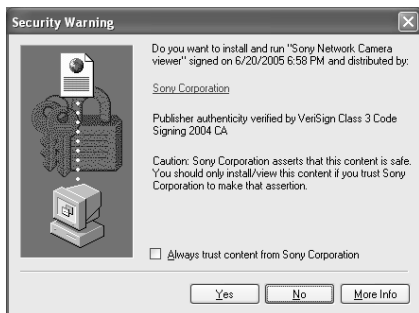 Security Warning
Do you want to install and run "Sony Network Camera
viewer" signed on 6/20/2005 6:58 PM and distributed by:
Sony Corporation
Publisher authenticity verified by VeriSign Class 3 Code
Signing 2004 CA
Caution: Sony Corporation asserts that this content is safe.
You should only install/view this content if you trust Sony
Corporation to make that assertion.
Always trust content from Sony Corporation
Yes
No
More Info